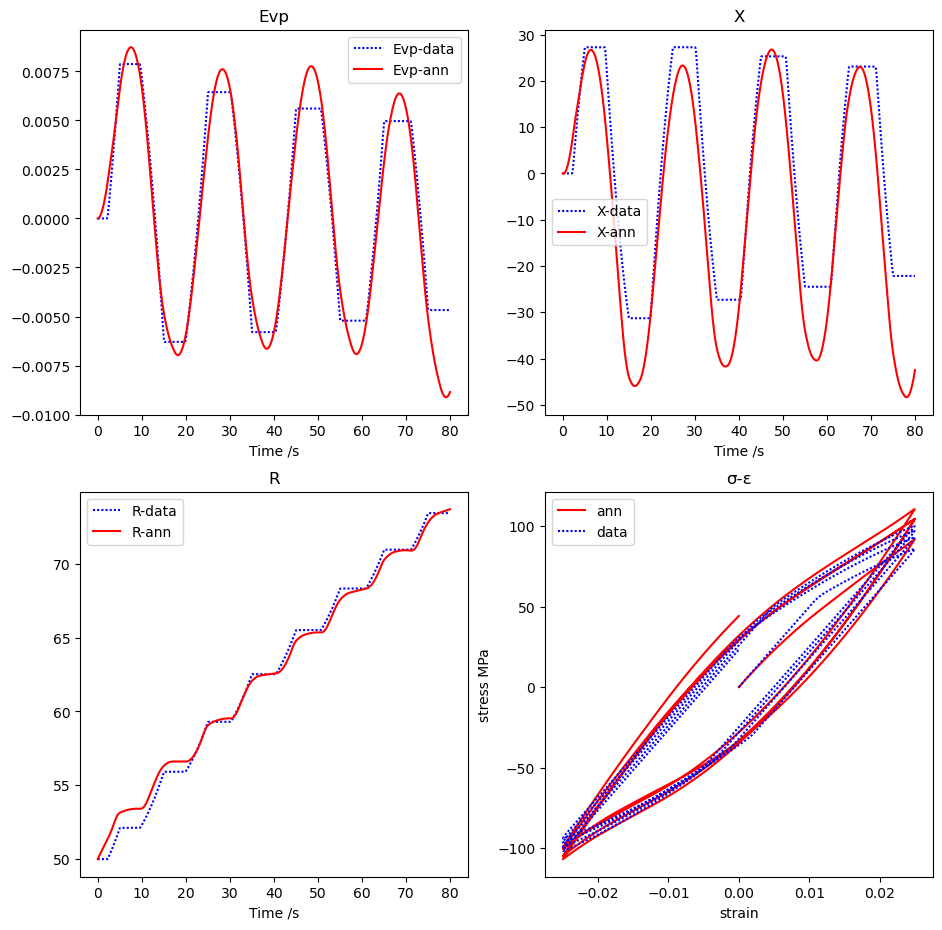 Evp
Evp-data
Evp-ann
0.0075
0.0050
0.0025
0.0000
−0.0025
−0.0050
−0.0075
−0.0100
0 10 20 30 40 50 60 70 80
Time /s
X
30
20
10
0
−10
−20
−30
−40
−50
X-data
X-ann
0 10 20 30 40 50 60 70 80
Time /s
R
R-data
R-ann
70
65
60
55
50
0 10 20 30 40 50 60 70 80
Time /s
σ-ε
ann
data
stress MPa
100
50
0
−50
−100
−0.02 −0.01 0.00 0.01 0.02
strain